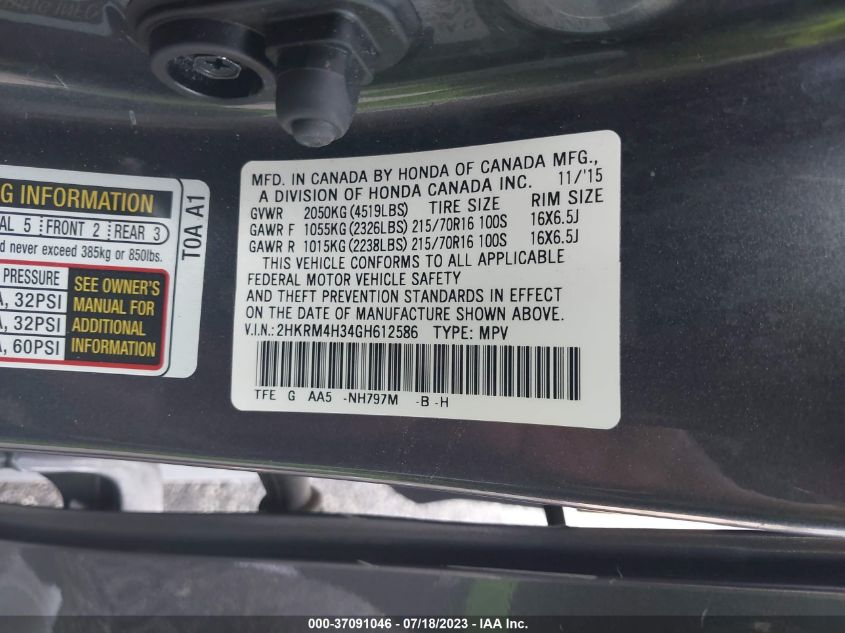 G INFORMATION
AL 5 FRONT 2 REAR 3
d never exceed 385kg or 850lbs.
PRESSURE
, 32PSI
, 32PSI
, 60PSI
SEE OWNER'S
MANUAL FOR
ADDITIONAL
INFORMATION
TOA A1
MFD. IN CANADA BY HONDA OF CANADA MFG.,
A DIVISION OF HONDA CANADA INC. 11/'15
GVWR 2050KG(4519LBS) TIRE SIZE RIM SIZE
GAWR F 1055KG(2326LBS) 215/70R16 100S 16X6.5J
GAWR R 1015KG(2238LBS) 215/70R16 100S 16X6.5J
THIS VEHICLE CONFORMS TO ALL APPLICABLE
FEDERAL MOTOR VEHICLE SAFETY
AND THEFT PREVENTION STANDARDS IN EFFECT
ON THE DATE OF MANUFACTURE SHOWN ABOVE.
V.I.N.: 2HKRM4H34GH612586 TYPE: MPV
TFE G AA5 -NH797M -B -H
000-37091046 - 07/18/2023 - IAA Inc.